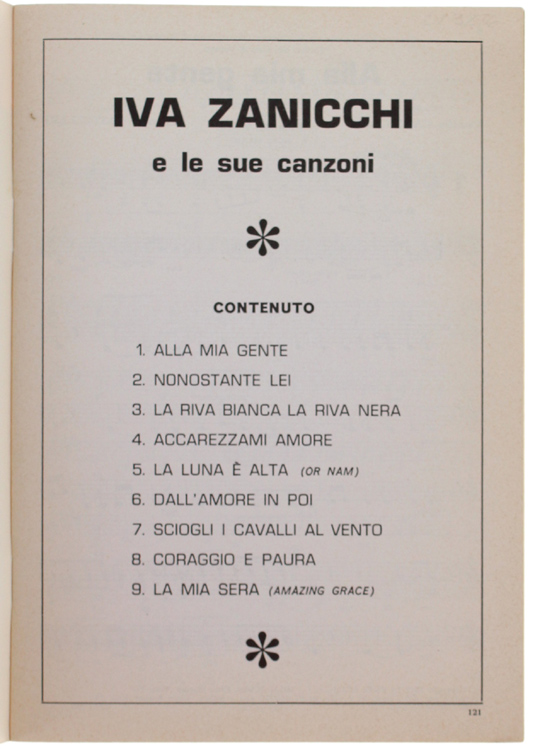 IVA ZANICCHI
e le sue canzoni
CONTENUTO
1. ALLA MIA GENTE
2. NONOSTANTE LEI
3. LA RIVA BIANCA LA RIVA NERA
4. ACCAREZZAMI AMORE
5. LA LUNA È ALTA (OR NAM)
6. DALL'AMORE IN POI
7. SCIOGLI I CAVALLI AL VENTO
8. CORAGGIO E PAURA
9. LA MIA SERA (AMAZING GRACE)
121